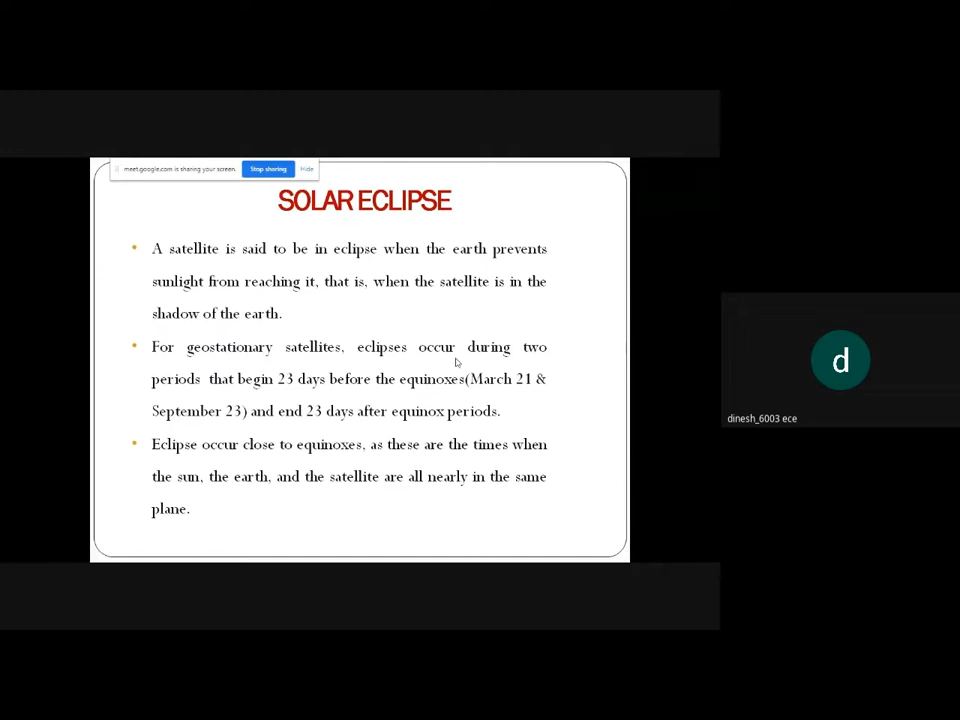 meet.google.com is sharing your screen.
Stop sharing
Hide
SOLAR ECLIPSE
• A satellite is said to be in eclipse when the earth prevents
sunlight from reaching it, that is, when the satellite is in the
shadow of the earth.
• For geostationary satellites, eclipses occur during two
periods that begin 23 days before the equinoxes(March 21 &
September 23) and end 23 days after equinox periods.
• Eclipse occur close to equinoxes, as these are the times when
the sun, the earth, and the satellite are all nearly in the same
plane.
d
dinesh_6003 ece